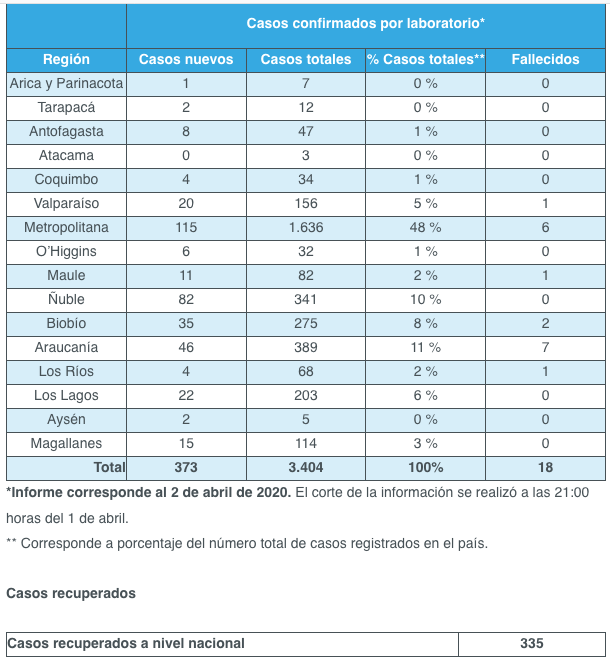 Casos confirmados por laboratorio*
Región Casos nuevos Casos totales % Casos totales** Fallecidos
Arica y Parinacota 1 7 0 % 0
Tarapacá 2 12 0 % 0
Antofagasta 8 47 1 % 0
Atacama 0 3 0 % 0
Coquimbo 4 34 1 % 0
Valparaíso 20 156 5 % 1
Metropolitana 115 1.636 48 % 6
O’Higgins 6 32 1 % 0
Maule 11 82 2 % 1
Ñuble 82 341 10 % 0
Biobío 35 275 8 % 2
Araucanía 46 389 11 % 7
Los Ríos 4 68 2 % 1
Los Lagos 22 203 6 % 0
Aysén 2 5 0 % 0
Magallanes 15 114 3 % 0
Total 373 3.404 100% 18
*Informe corresponde al 2 de abril de 2020. El corte de la información se realizó a las 21:00
horas del 1 de abril.
** Corresponde a porcentaje del número total de casos registrados en el país.
Casos recuperados
Casos recuperados a nivel nacional 335